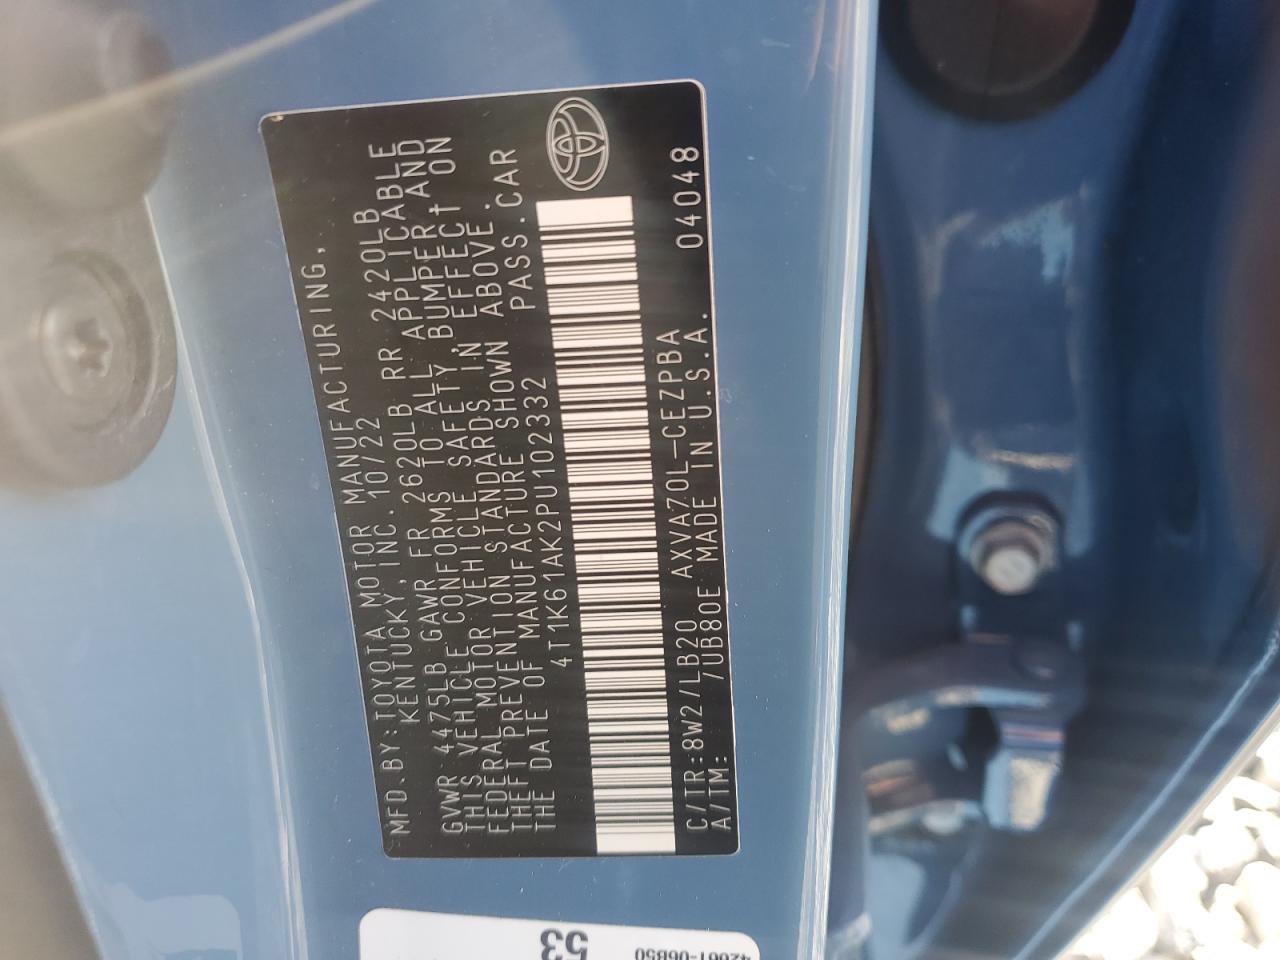 MFD.BY:TOYOTA MOTOR MANUFACTURING,
KENTUCKY, INC. 10/22
GVWR 4475LB GAWR FR 2620LB RR 2420LB
THIS VEHICLE CONFORMS TO ALL APPLICABLE
FEDERAL MOTOR VEHICLE SAFETY, BUMPER, AND
THEFT PREVENTION STANDARDS IN EFFECT ON
THE DATE OF MANUFACTURE SHOWN ABOVE.
4T1K61AK2PU102332 PASS.CAR
C/TR:8W2/LB20 AXVA70L-CEZPBA 04048
A/TM: /UB80E MADE IN U.S.A.
53
42661-06B50